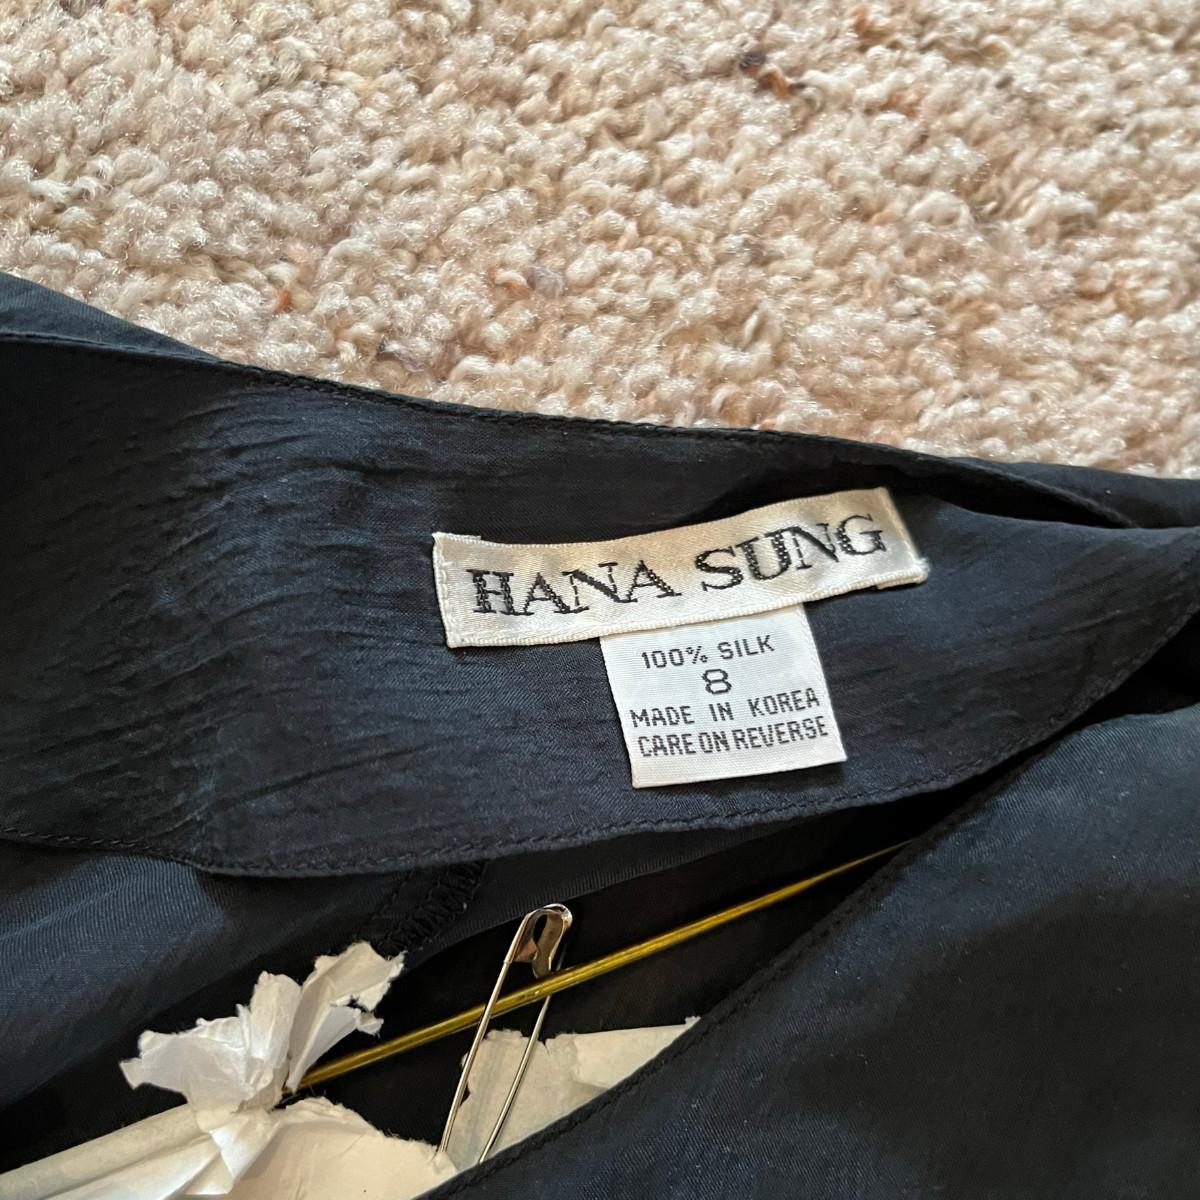 HANA SUNG
100% SILK
8
MADE IN KOREA
CARE ON REVERSE